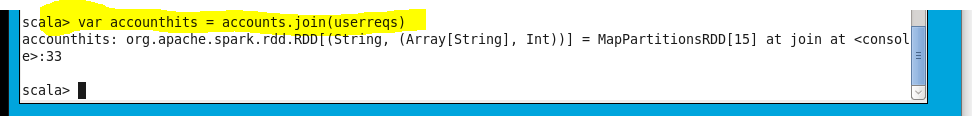 scala> var accounthits = accounts.join(userreqs)
accounthits: org.apache.spark.rdd.RDD[(String, (Array[String], Int))] = MapPartitionsRDD[15] at join at <consol
e>:33
scala>